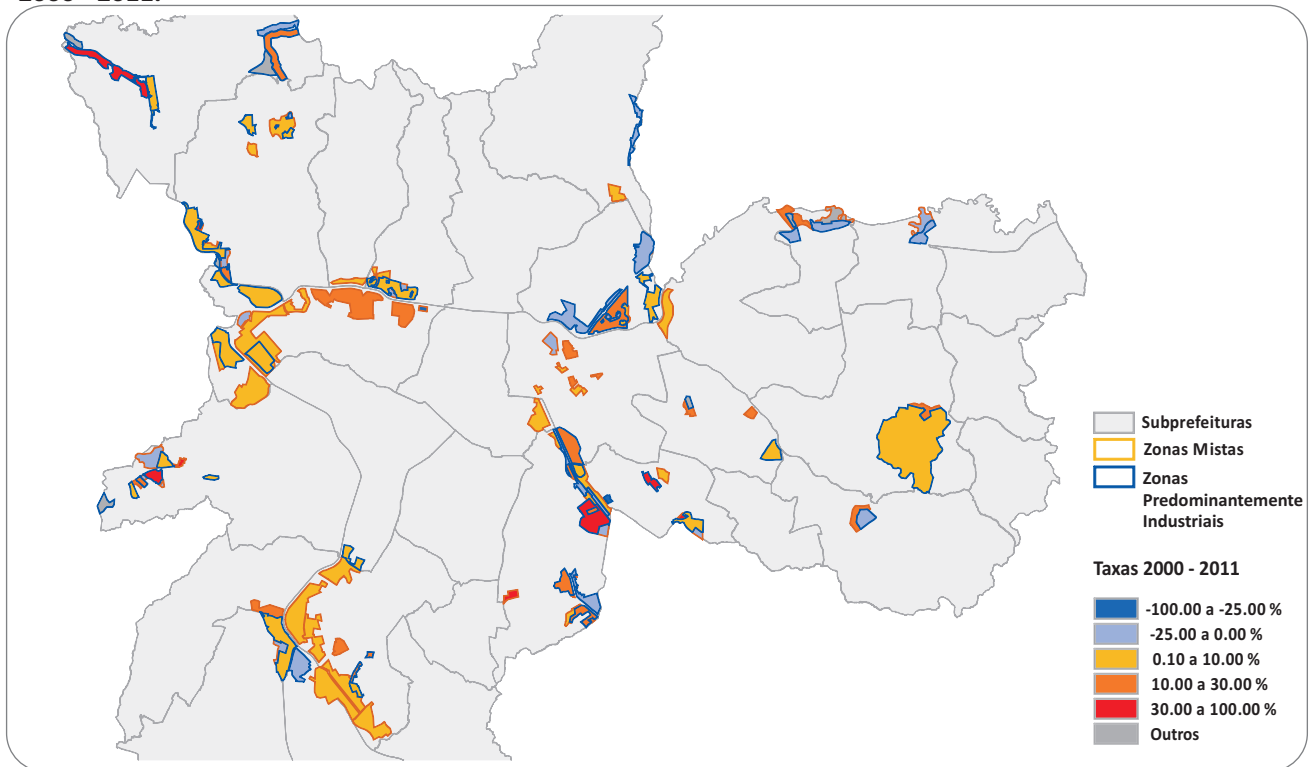 Subprefeituras
Zonas Mistas
Zonas
Predominantemente
Industriais
Taxas 2000 - 2011
-100.00 a -25.00 %
-25.00 a 0.00 %
0.10 a 10.00 %
10.00 a 30.00 %
30.00 a 100.00 %
Outros